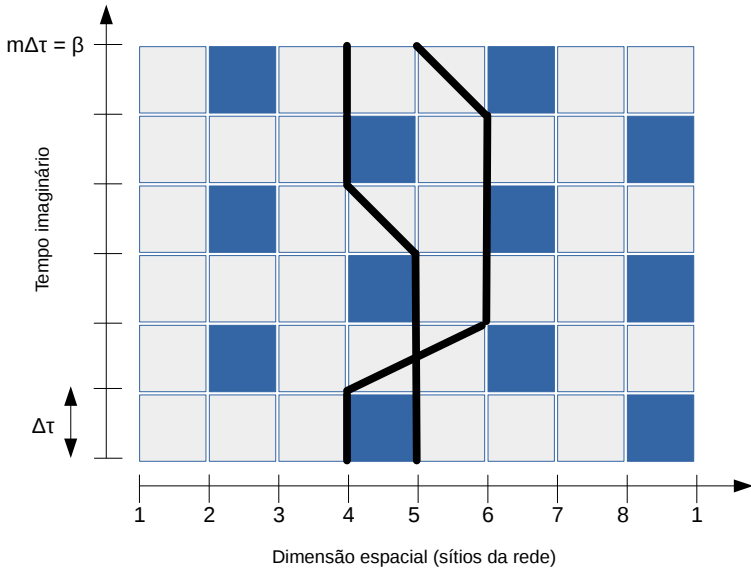 mΔτ = β
Tempo imaginário
Δτ
1 2 3 4 5 6 7 8 1
Dimensão espacial (sítios da rede)